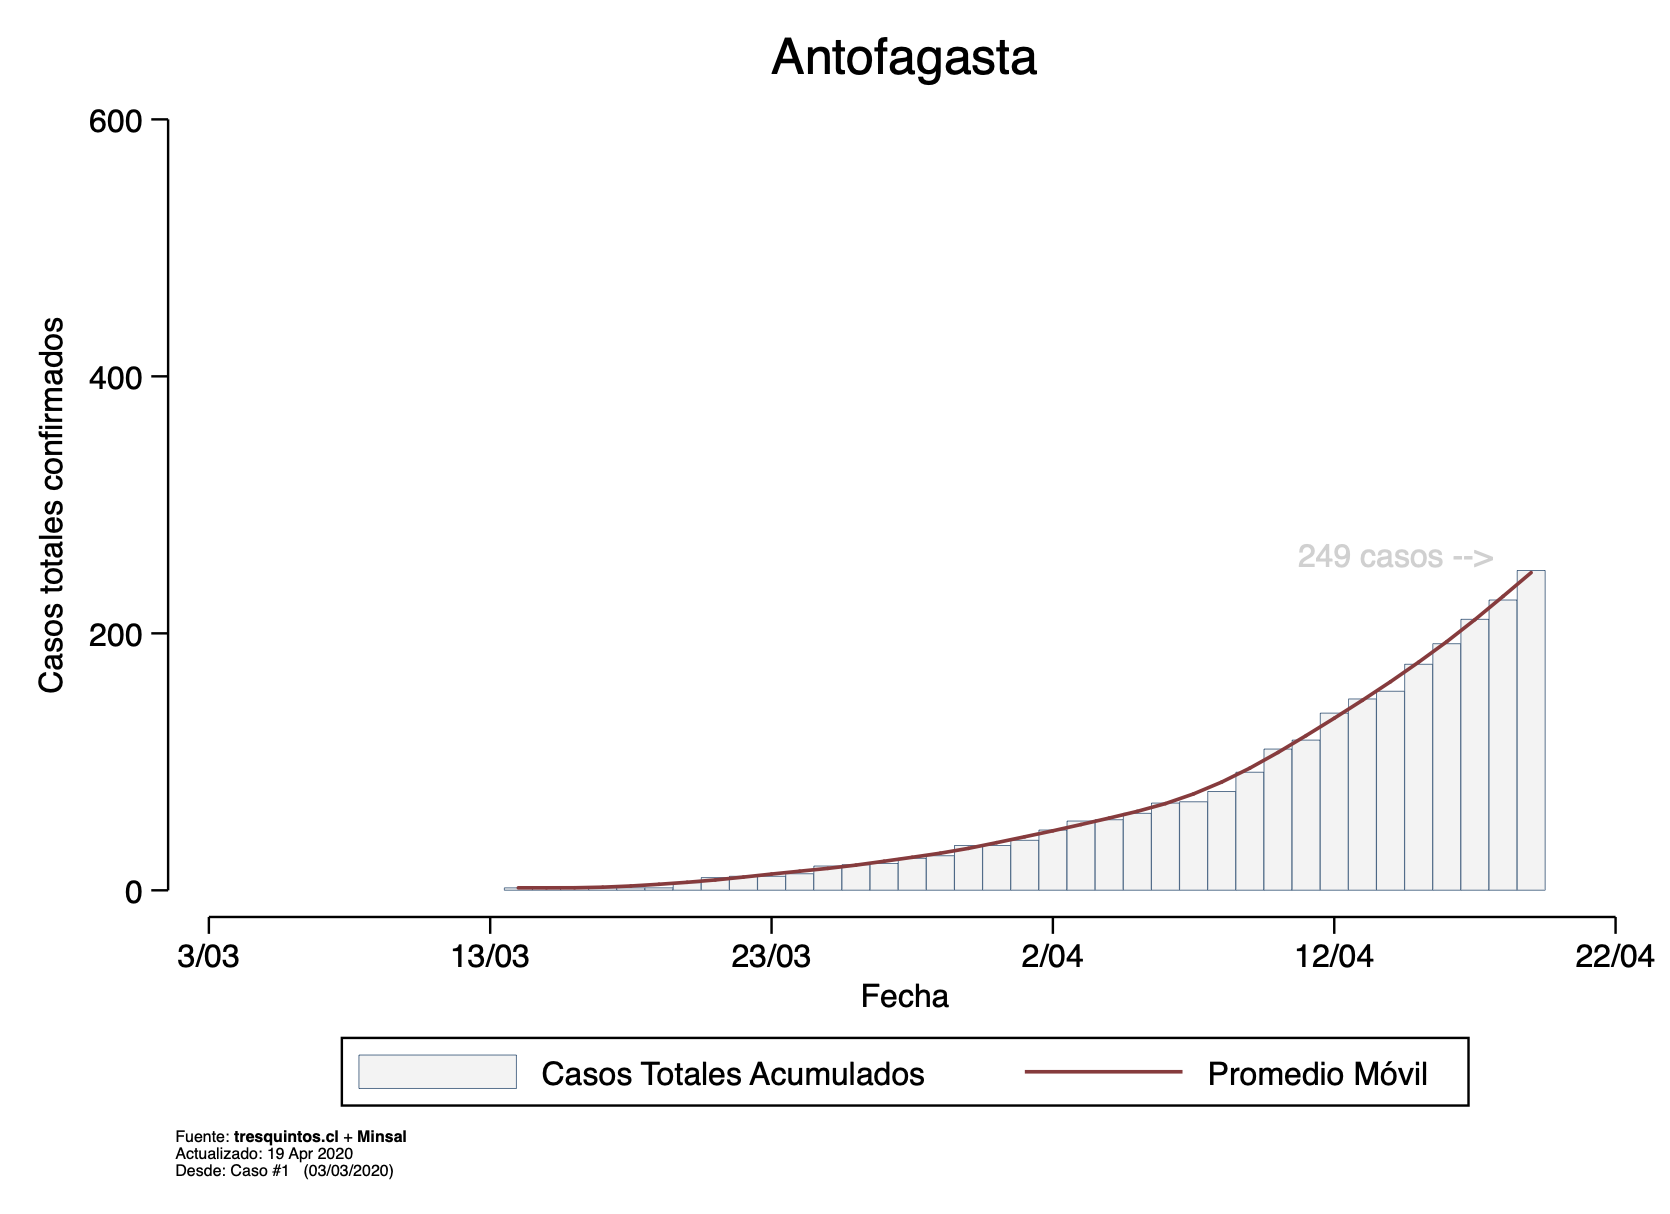 Antofagasta
600
400
200
0
Casos totales confirmados
249 casos -->
3/03 13/03 23/03 2/04 12/04 22/04
Fecha
Casos Totales Acumulados Promedio Móvil
Fuente: tresquintos.cl + Minsal
Actualizado: 19 Apr 2020
Desde: Caso #1 (03/03/2020)